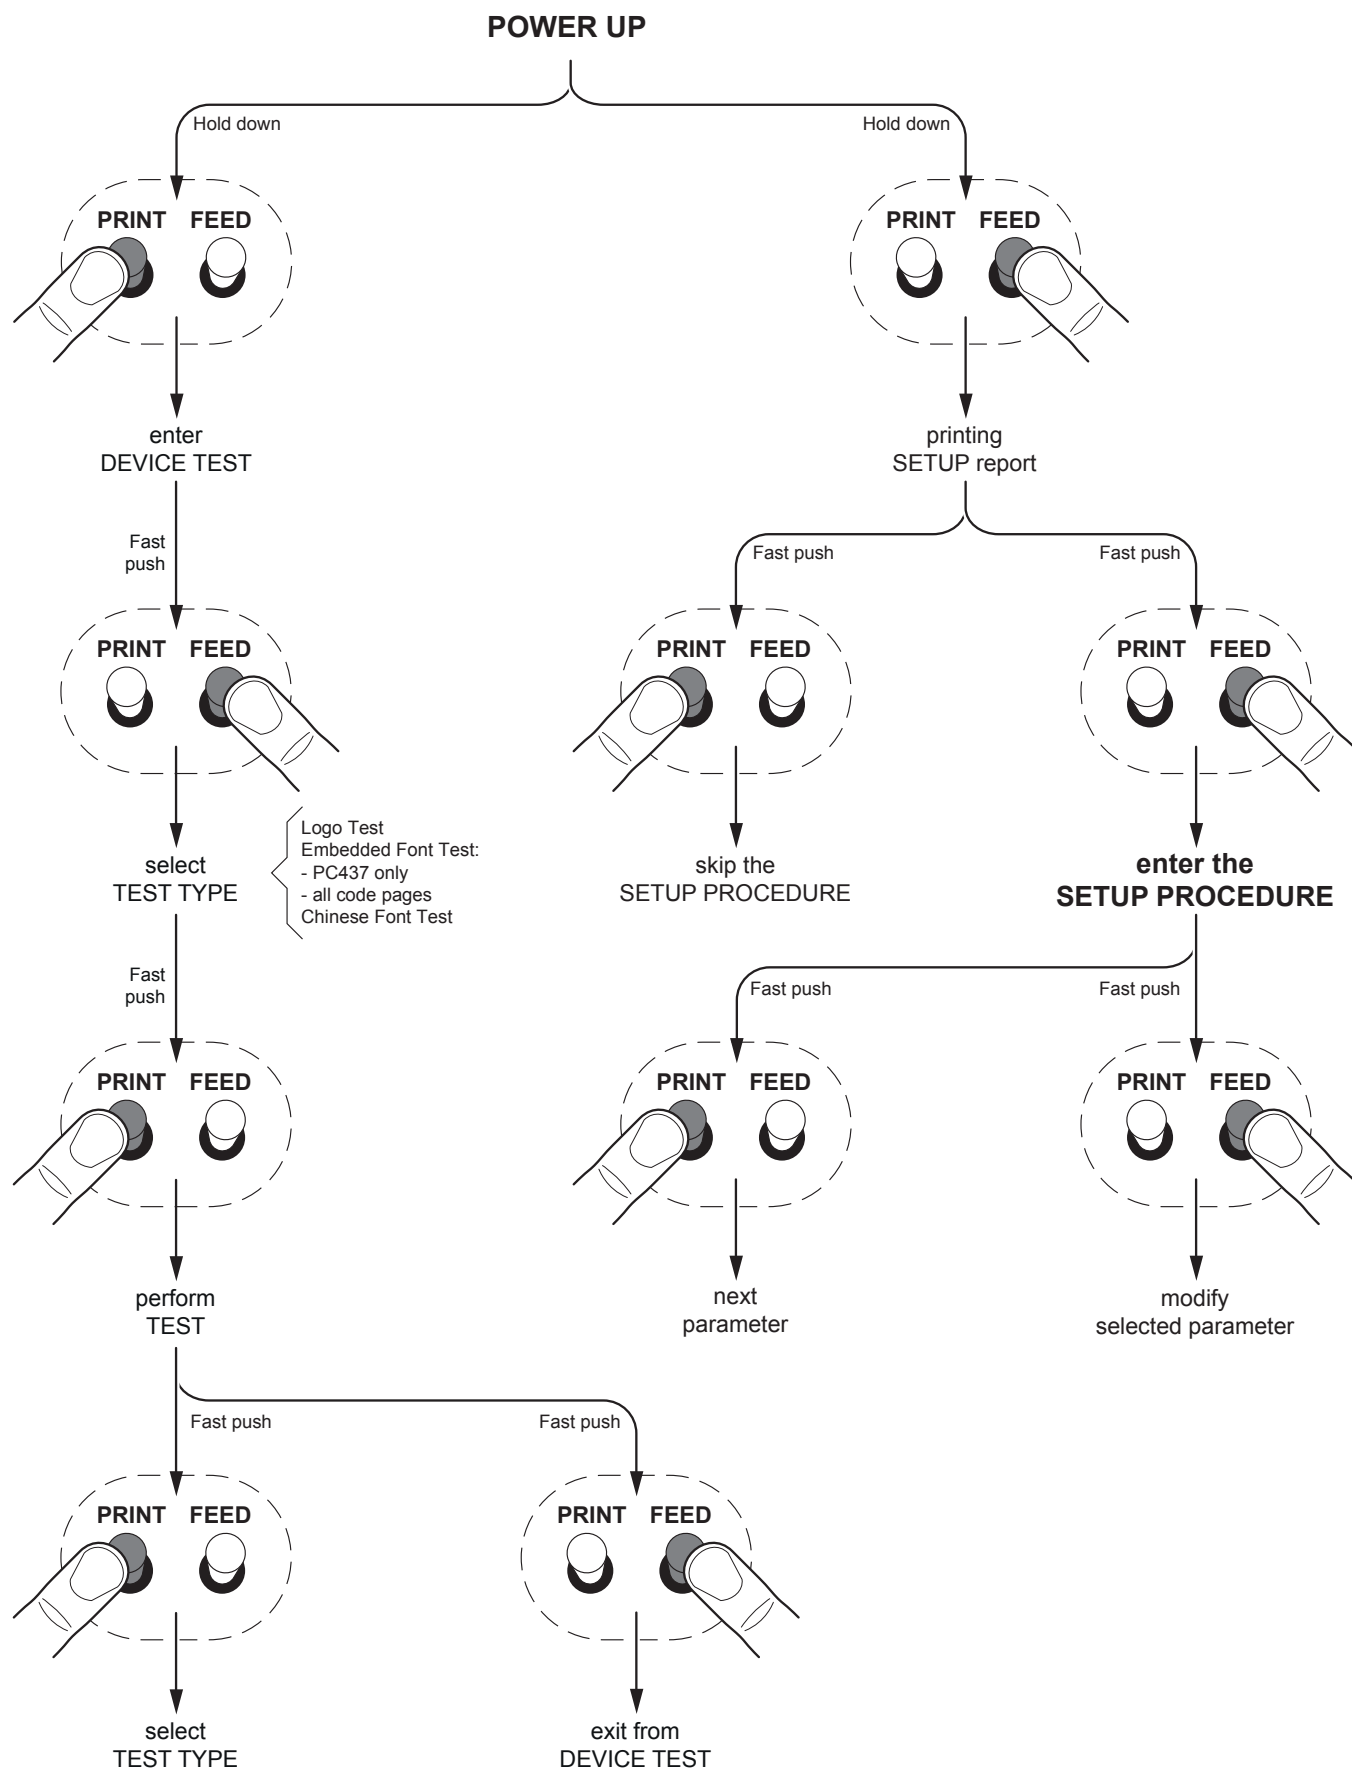 POWER UP
Hold down
Hold down
PRINT FEED
PRINT FEED
enter
DEVICE TEST
printing
SETUP report
Fast
push
Fast push
Fast push
PRINT FEED
PRINT FEED
PRINT FEED
select
TEST TYPE
Logo Test
Embedded Font Test:
- PC437 only
- all code pages
Chinese Font Test
skip the
SETUP PROCEDURE
enter the
SETUP PROCEDURE
Fast
push
Fast push
Fast push
PRINT FEED
PRINT FEED
PRINT FEED
perform
TEST
next
parameter
modify
selected parameter
Fast push
Fast push
PRINT FEED
PRINT FEED
select
TEST TYPE
exit from
DEVICE TEST